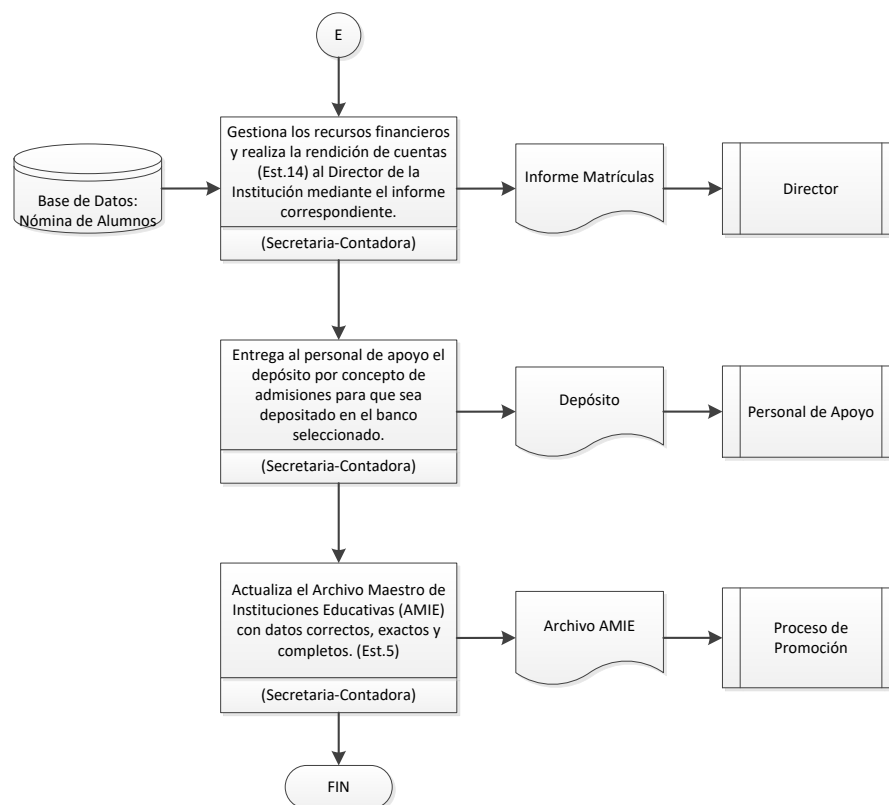 E
Gestiona los recursos financieros
y realiza la rendición de cuentas
(Est.14) al Director de la
Institución mediante el informe
correspondiente.
(Secretaria-Contadora)
Base de Datos:
Nómina de Alumnos
Informe Matrículas
Director
Entrega al personal de apoyo el
depósito por concepto de
admisiones para que sea
depositado en el banco
seleccionado.
(Secretaria-Contadora)
Depósito
Personal de Apoyo
Actualiza el Archivo Maestro de
Instituciones Educativas (AMIE)
con datos correctos, exactos y
completos. (Est.5)
(Secretaria-Contadora)
Archivo AMIE
Proceso de
Promoción
FIN